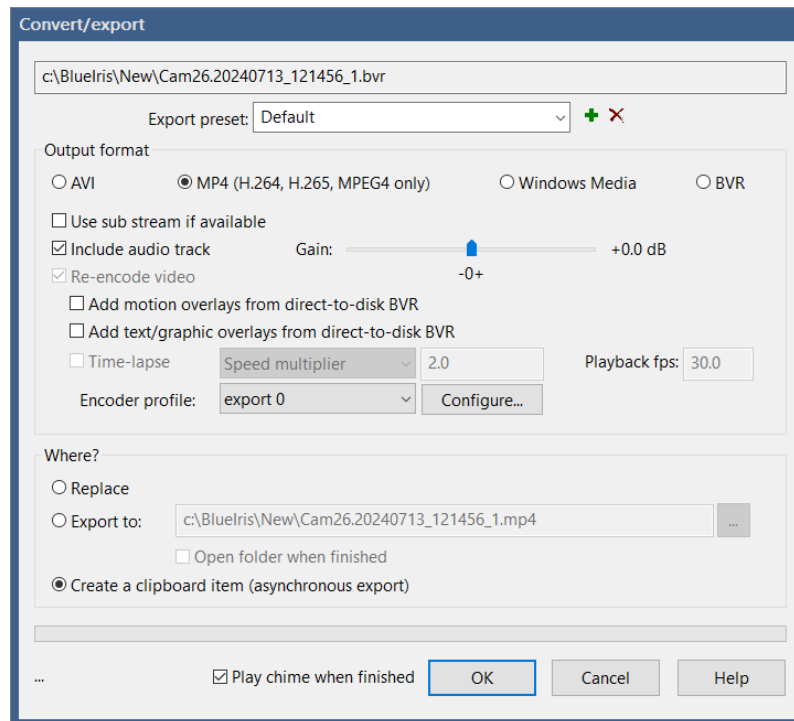 Convert/export
c:\BlueIris\New\Cam26.20240713_121456_1.bvr
Export preset: Default
Output format
AVI MP4 (H.264, H.265, MPEG4 only) Windows Media BVR
Use sub stream if available
Include audio track Gain: +0.0 dB
Re-encode video -0+
Add motion overlays from direct-to-disk BVR
Add text/graphic overlays from direct-to-disk BVR
Time-lapse Speed multiplier 2.0 Playback fps: 30.0
Encoder profile: export 0 Configure...
Where?
Replace
Export to: c:\BlueIris\New\Cam26.20240713_121456_1.mp4 ...
Open folder when finished
Create a clipboard item (asynchronous export)
... Play chime when finished OK Cancel Help